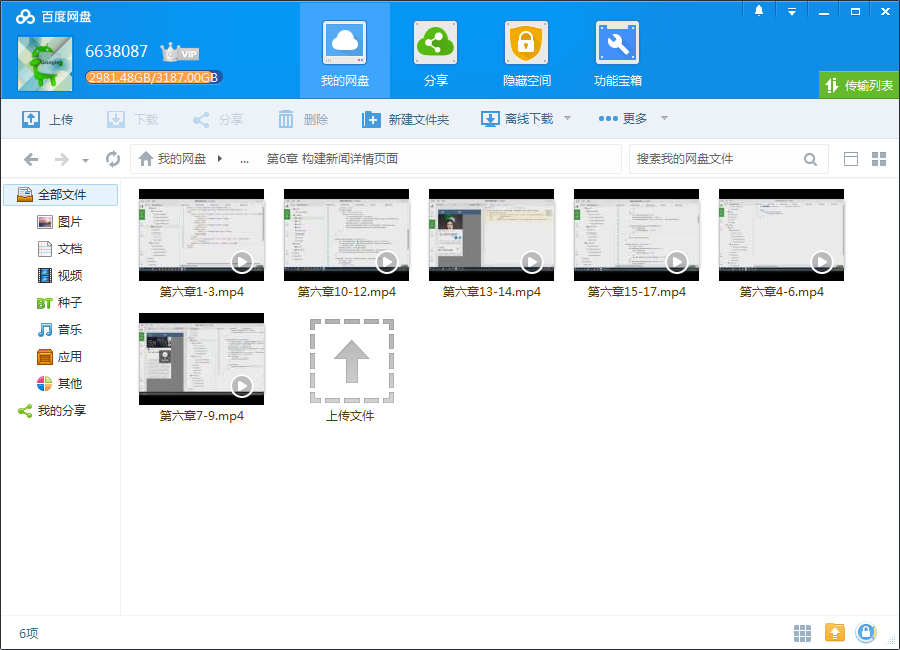 百度网盘
6638087
VIP
2981.48GB/3187.00GB
我的网盘
分享
隐藏空间
功能宝箱
传输列表
上传
下载
分享
删除
新建文件夹
离线下载
更多
我的网盘
...
第6章 构建新闻详情页面
搜索我的网盘文件
全部文件
图片
文档
视频
BT 种子
音乐
应用
其他
我的分享
第六章1-3.mp4
第六章10-12.mp4
第六章13-14.mp4
第六章15-17.mp4
第六章4-6.mp4
第六章7-9.mp4
上传文件
6项